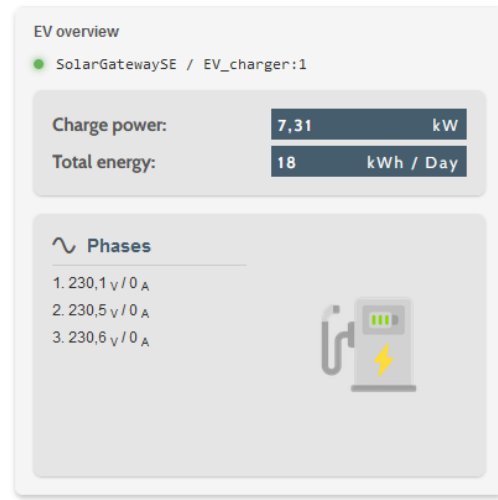 EV overview
SolarGatewaySE / EV_charger:1
Charge power: 7,31 kW
Total energy: 18 kWh / Day
Phases
1. 230,1 V / 0 A
2. 230,5 V / 0 A
3. 230,6 V / 0 A